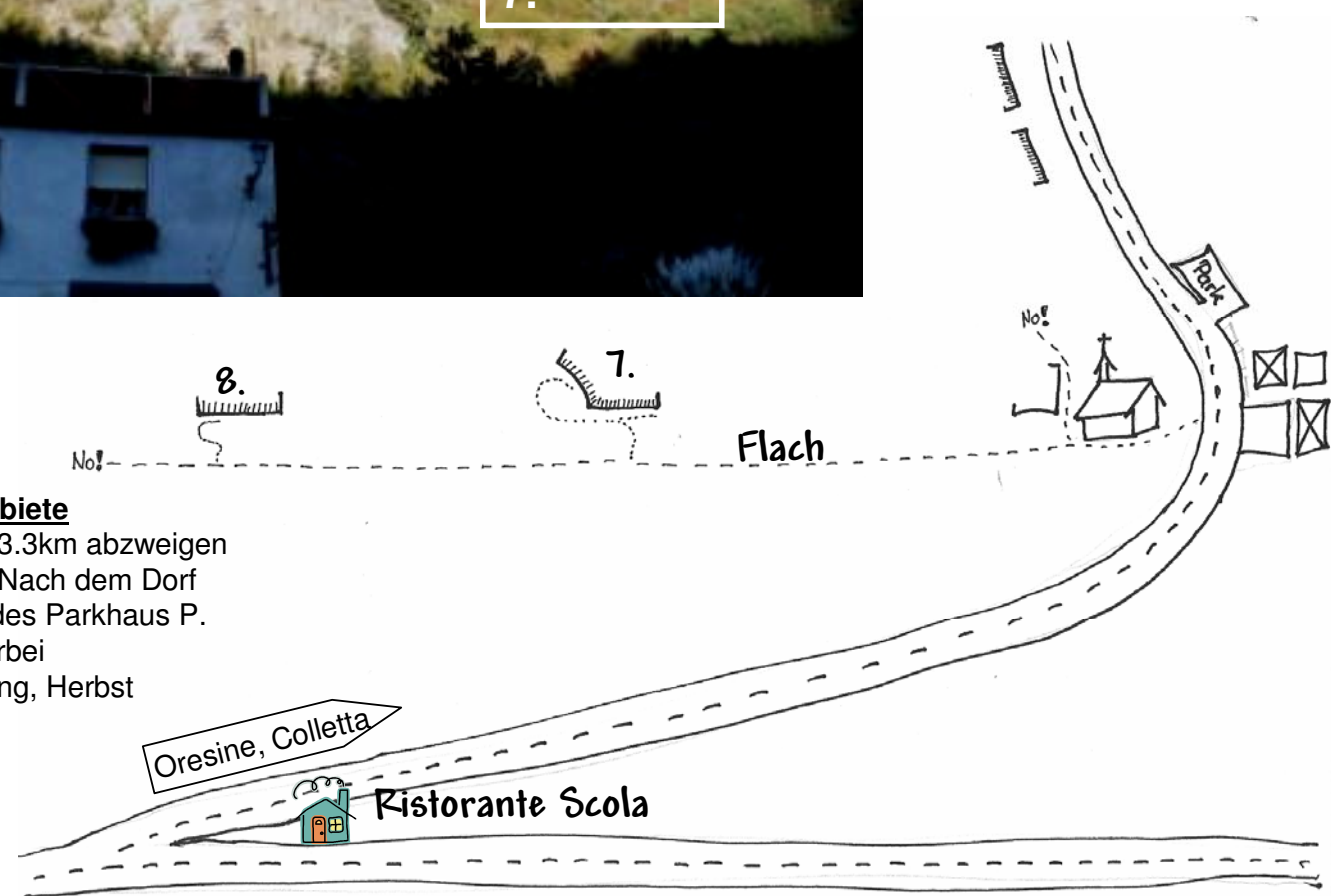 7.
Park
No!
8.
7.
Flach
No!
biete
3.3km abzweigen
Nach dem Dorf
des Parkhaus P.
rbei
ng, Herbst
Oresine, Colletta
Ristorante Scola